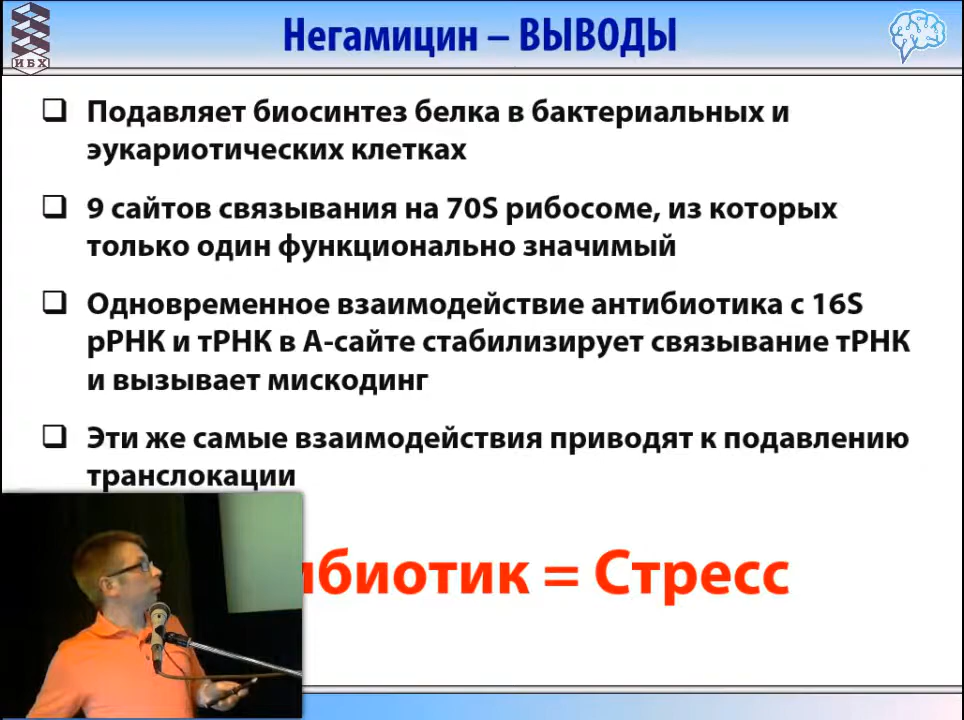 Негамицин – ВЫВОДЫ
ИБХ
Подавляет биосинтез белка в бактериальных и
эукариотических клетках
9 сайтов связывания на 70S рибосоме, из которых
только один функционально значимый
Одновременное взаимодействие антибиотика с 16S
рРНК и тРНК в А-сайте стабилизирует связывание тРНК
и вызывает мискодинг
Эти же самые взаимодействия приводят к подавлению
транслокации
= Стресс